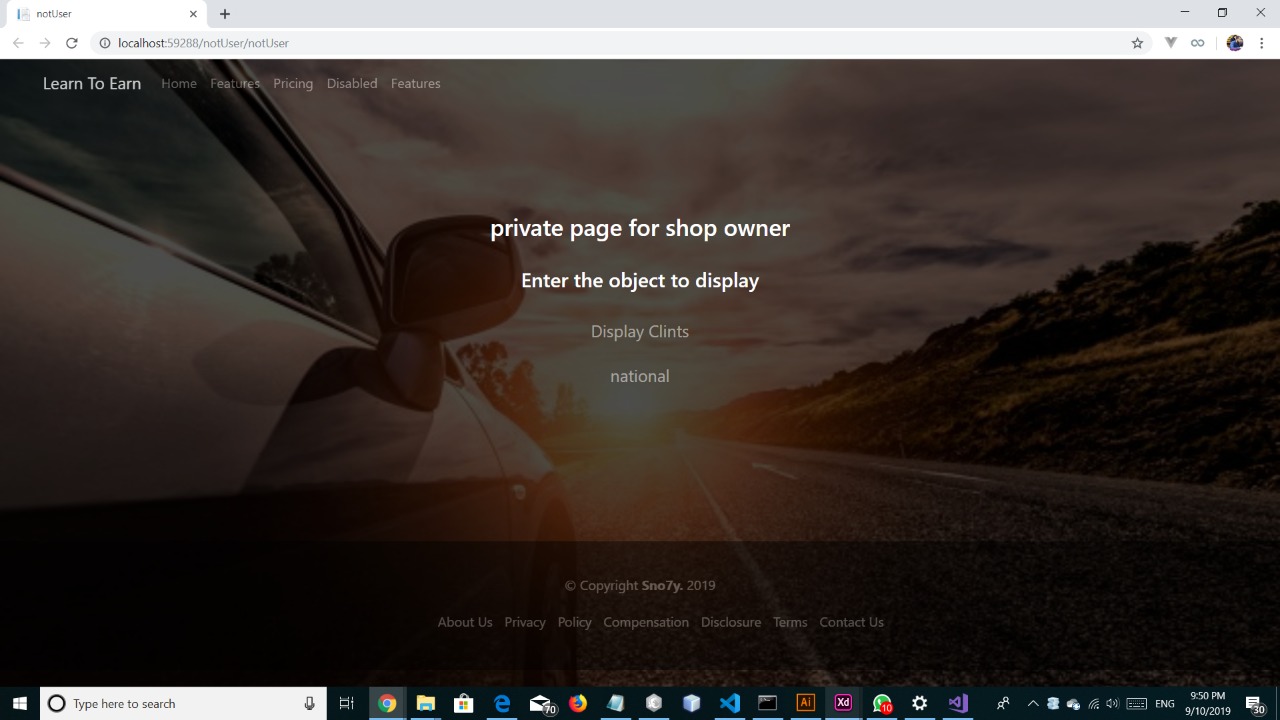 notUser
localhost:59288/notUser/notUser
Learn To Earn Home Features Pricing Disabled Features
private page for shop owner
Enter the object to display
Display Clints
national
© Copyright Sno7y. 2019
About Us Privacy Policy Compensation Disclosure Terms Contact Us
Type here to search
70
Ai
Xd
10
ENG
9:50 PM
9/10/2019
30